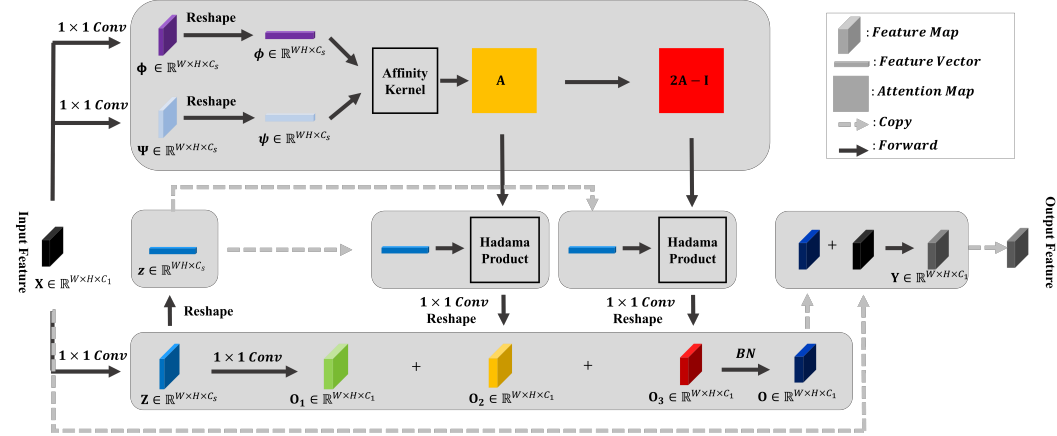 1 × 1 Conv
Reshape
𝛟 ∈ ℝ^{W×H×C_s}
ϕ ∈ ℝ^{WH×C_s}
1 × 1 Conv
Reshape
Ψ ∈ ℝ^{W×H×C_s}
ψ ∈ ℝ^{WH×C_s}
Affinity
Kernel
A
2A − I
: Feature Map
: Feature Vector
: Attention Map
: Copy
: Forward
Input Feature
X ∈ ℝ^{W×H×C_1}
z ∈ ℝ^{WH×C_s}
Reshape
Hadama
Product
1 × 1 Conv
Reshape
Hadama
Product
1 × 1 Conv
Reshape
+
Y ∈ ℝ^{W×H×C_1}
Output Feature
1 × 1 Conv
Z ∈ ℝ^{W×H×C_s}
1 × 1 Conv
O_1 ∈ ℝ^{W×H×C_1}
+
O_2 ∈ ℝ^{W×H×C_1}
+
O_3 ∈ ℝ^{W×H×C_1}
BN
O ∈ ℝ^{W×H×C_1}